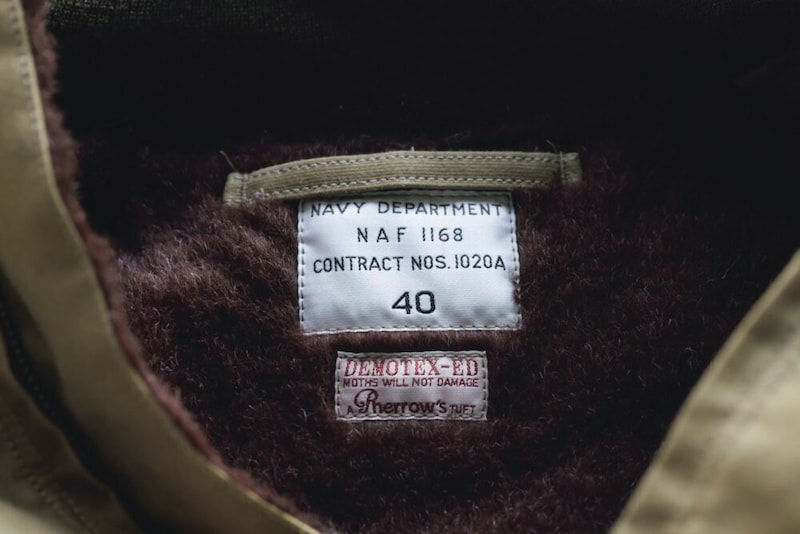 NAVY DEPARTMENT
NAF 1168
CONTRACT NOS. 1020A
40
DEMOTEX-ED
MOTHS WILL NOT DAMAGE
A Pherrow's TUFT